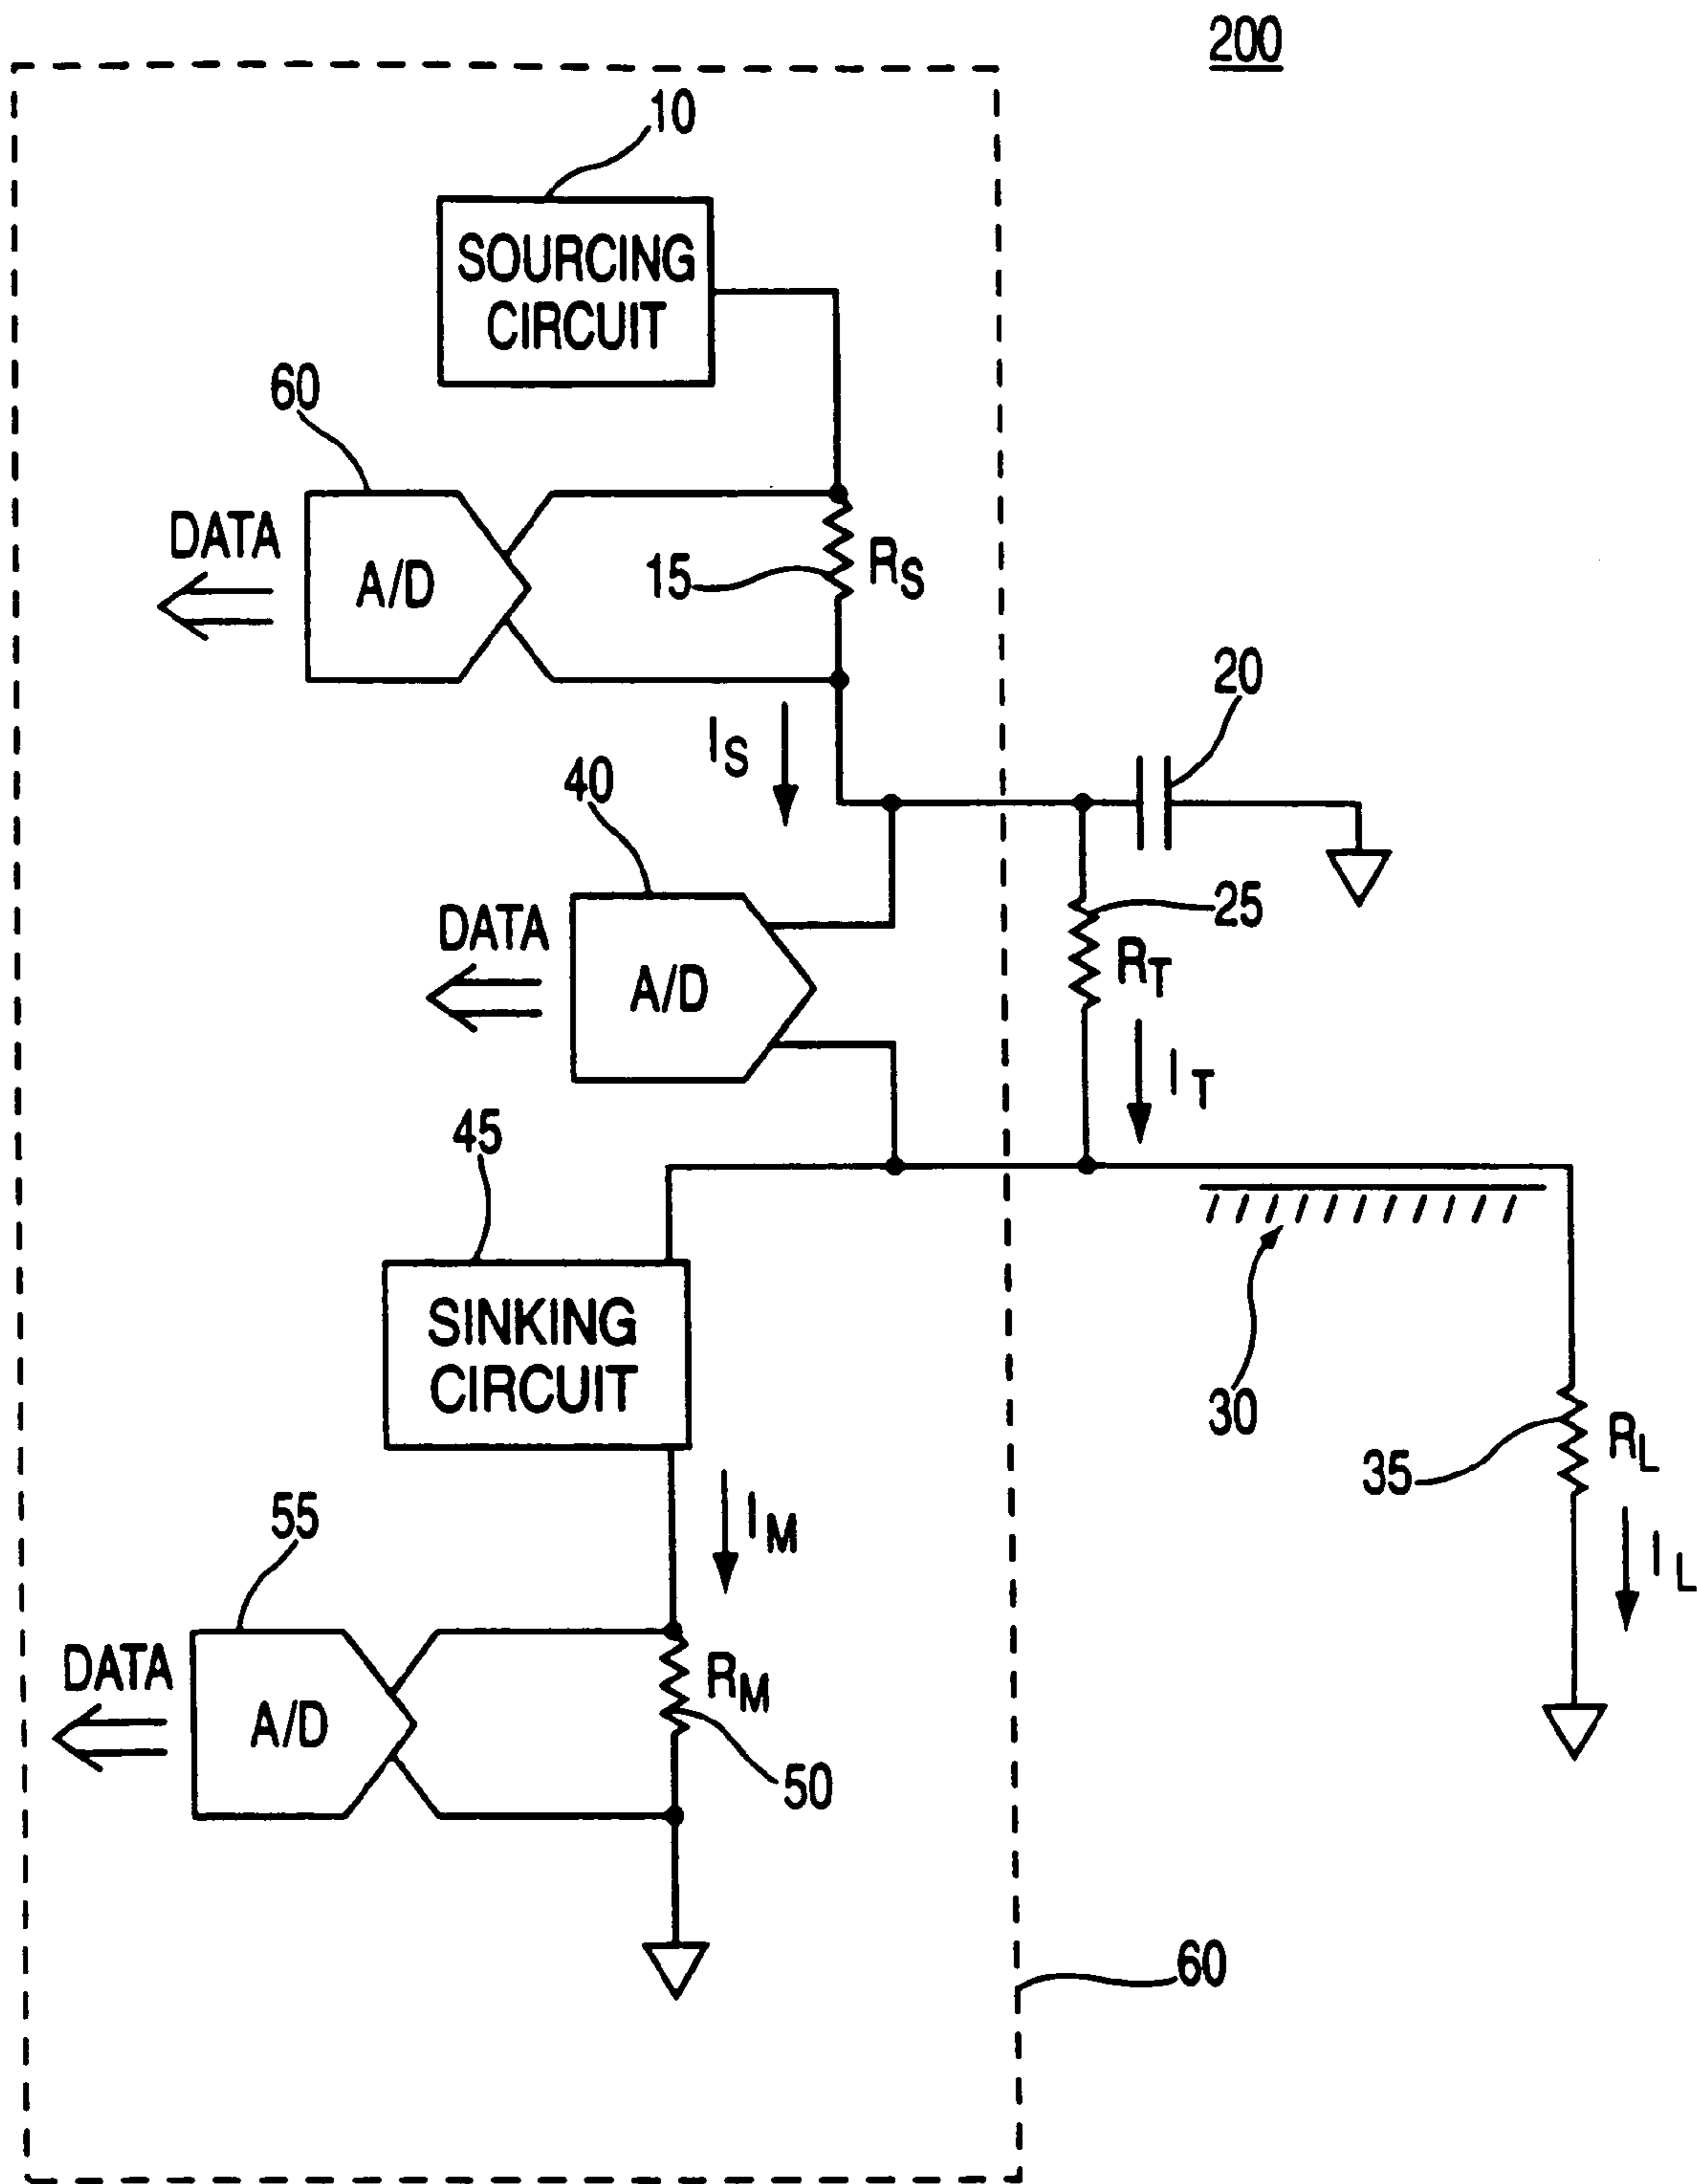 200
10
SOURCING
CIRCUIT
60
DATA
A/D
15
RS
IS
20
40
DATA
A/D
25
RT
IT
45
SINKING
CIRCUIT
30
35
RL
IL
IM
55
DATA
A/D
RM
50
60